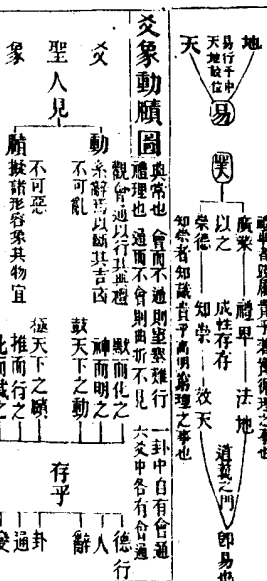 地
易行乎中
天地設位
天
易
廣業 禮卑 法地
以之 成性存存 道義之門 即易也
崇德 知崇 效天
知崇者知識貴乎高明窮理之事也
爻象動賾圖
典常也 會而不通則窒礙難行 一卦中自有會通
禮理也 通而不會則曲折不見 六爻中各有會通
爻
聖人見
象
動
賾
觀會通以行其典禮
系辭焉以斷其吉凶
不可亂
不可惡
擬諸形容象其物宜
默而化之
神而明之
鼓天下之動
極天下之賾
推而行之
化而裁之
存乎
德行
人
辭
卦
通
變